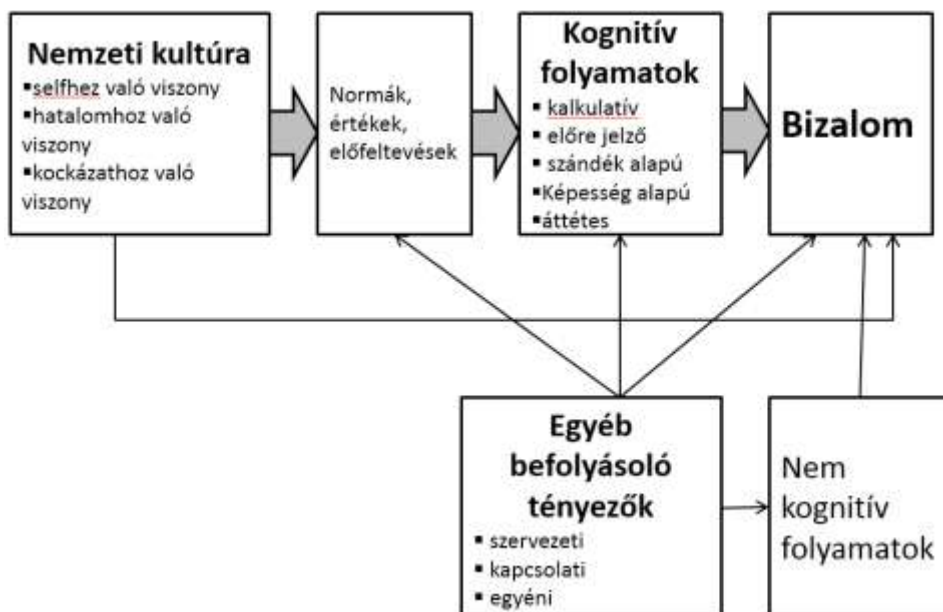 Nemzeti kultúra
▪selfhez való viszony
▪hatalomhoz való
viszony
▪kockázathoz való
viszony
Normák,
értékek,
előfeltevések
Kognitív
folyamatok
▪ kalkulatív
▪ előre jelző
▪ szándék alapú
▪Képesség alapú
▪áttétes
Bizalom
Egyéb
befolyásoló
tényezők
▪ szervezeti
▪ kapcsolati
▪ egyéni
Nem
kognitív
folyamatok